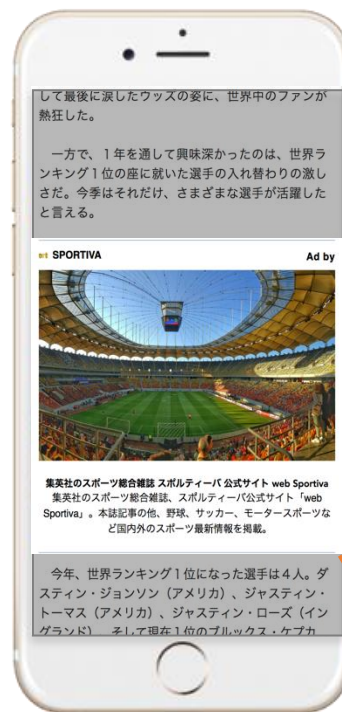 して最後に涙したウッズの姿に、世界中のファンが
熱狂した。
一方で、１年を通して興味深かったのは、世界ラ
ンキング１位の座に就いた選手の入れ替わりの激し
さだ。今季はそれだけ、さまざまな選手が活躍した
と言える。
SPORTIVA
Ad by
集英社のスポーツ総合雑誌 スポルティーバ 公式サイト web Sportiva
集英社のスポーツ総合雑誌、スポルティーバ公式サイト「web
Sportiva」。本誌記事の他、野球、サッカー、モータースポーツな
ど国内外のスポーツ最新情報を掲載。
今年、世界ランキング１位になった選手は４人。ダ
スティン・ジョンソン（アメリカ）、ジャスティン・
トーマス（アメリカ）、ジャスティン・ローズ（イン
グランド）、そして現在１位のブルックス・ケプカ